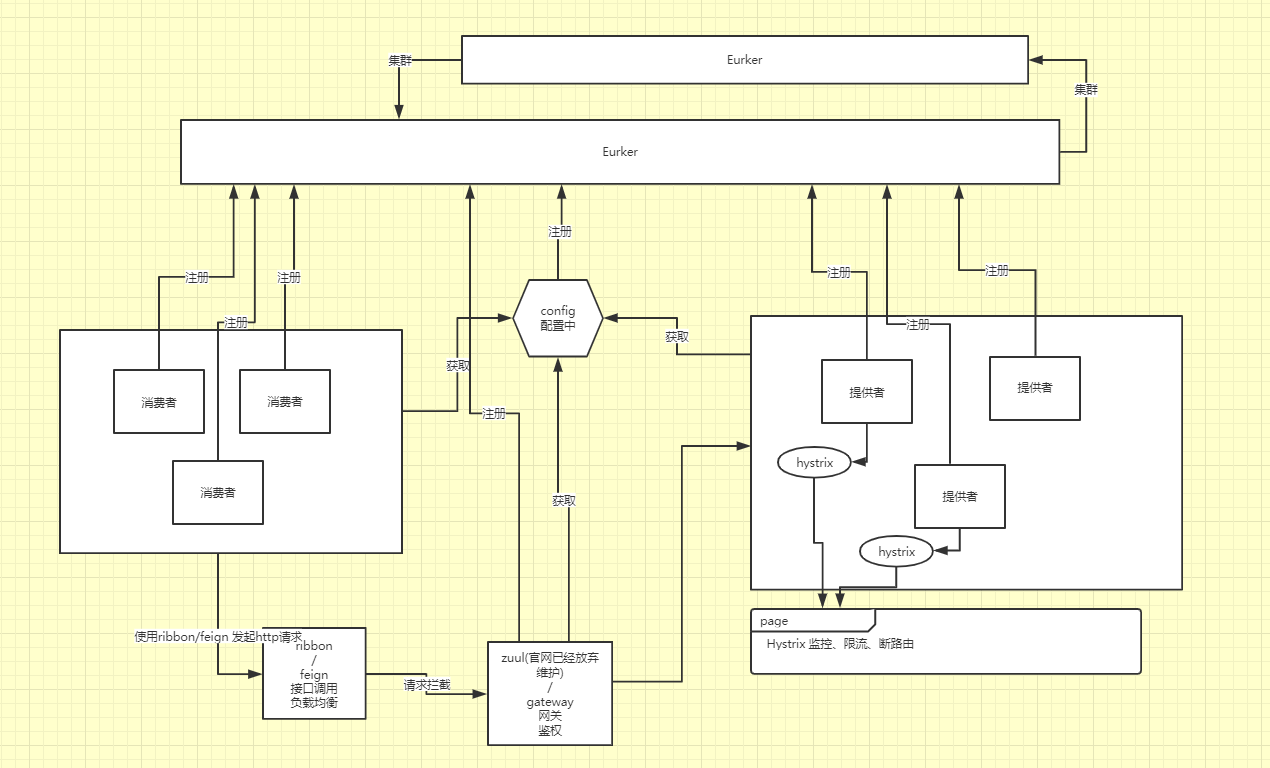 Eurker
集群
集群
Eurker
注册
注册
注册
注册
注册
注册
注册
config
配置中
获取
获取
获取
注册
消费者
消费者
消费者
提供者
提供者
提供者
hystrix
hystrix
page
Hystrix 监控、限流、断路由
使用ribbon/feign 发起http请求
ribbon
/
feign
接口调用
负载均衡
请求拦截
zuul(官网已经放弃
维护)
/
gateway
网关
鉴权